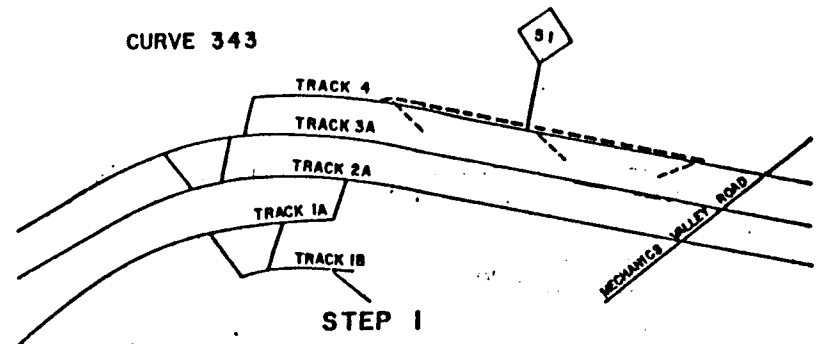 CURVE 343
51
TRACK 4
TRACK 3A
TRACK 2A
TRACK 1A
TRACK 1B
MECHANICS VALLEY ROAD
STEP 1